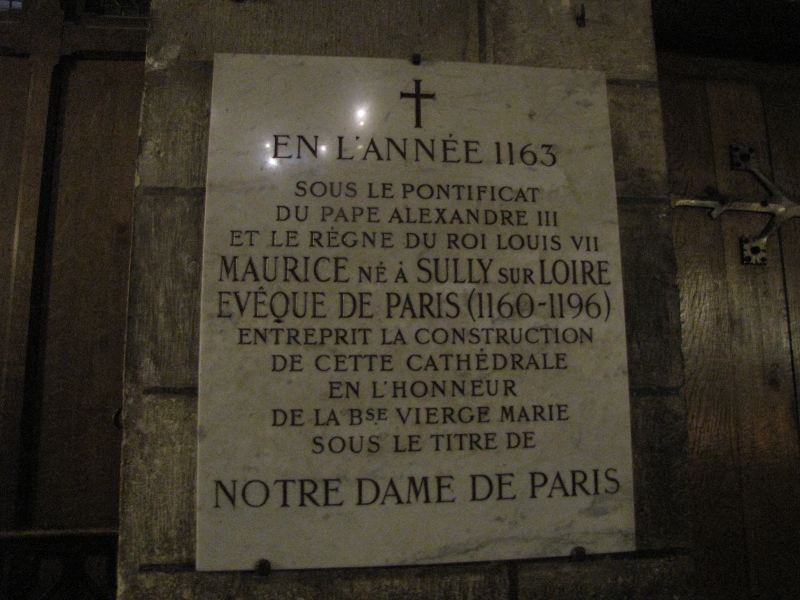 EN L'ANNÉE 1163
SOUS LE PONTIFICAT
DU PAPE ALEXANDRE III
ET LE RÈGNE DU ROI LOUIS VII
MAURICE NÉ À SULLY SUR LOIRE
EVÊQUE DE PARIS (1160-1196)
ENTREPRIT LA CONSTRUCTION
DE CETTE CATHÉDRALE
EN L'HONNEUR
DE LA BSE VIERGE MARIE
SOUS LE TITRE DE
NOTRE DAME DE PARIS